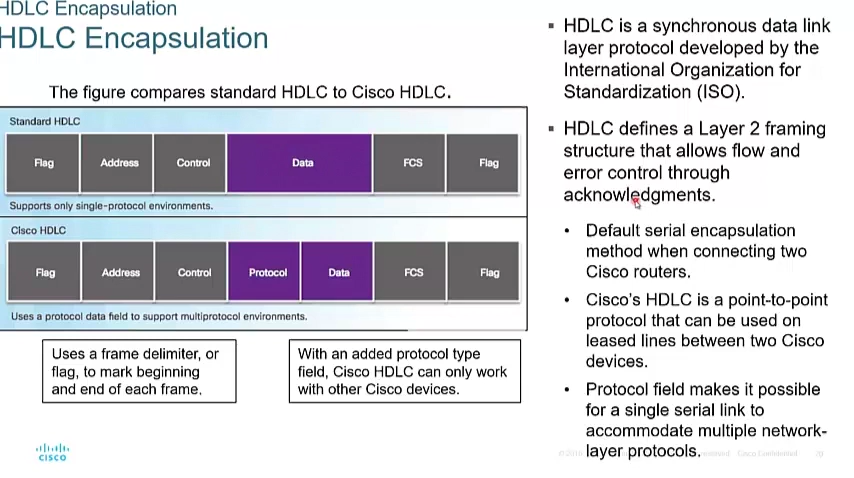 HDLC Encapsulation
HDLC Encapsulation
The figure compares standard HDLC to Cisco HDLC.
Standard HDLC
Flag Address Control Data FCS Flag
Supports only single-protocol environments.
Cisco HDLC
Flag Address Control Protocol Data FCS Flag
Uses a protocol data field to support multiprotocol environments.
Uses a frame delimiter, or
flag, to mark beginning
and end of each frame.
With an added protocol type
field, Cisco HDLC can only work
with other Cisco devices.
▪ HDLC is a synchronous data link
layer protocol developed by the
International Organization for
Standardization (ISO).
▪ HDLC defines a Layer 2 framing
structure that allows flow and
error control through
acknowledgments.
• Default serial encapsulation
method when connecting two
Cisco routers.
• Cisco's HDLC is a point-to-point
protocol that can be used on
leased lines between two Cisco
devices.
• Protocol field makes it possible
for a single serial link to
accommodate multiple network-
layer protocols.
CISCO
Cisco Confidential